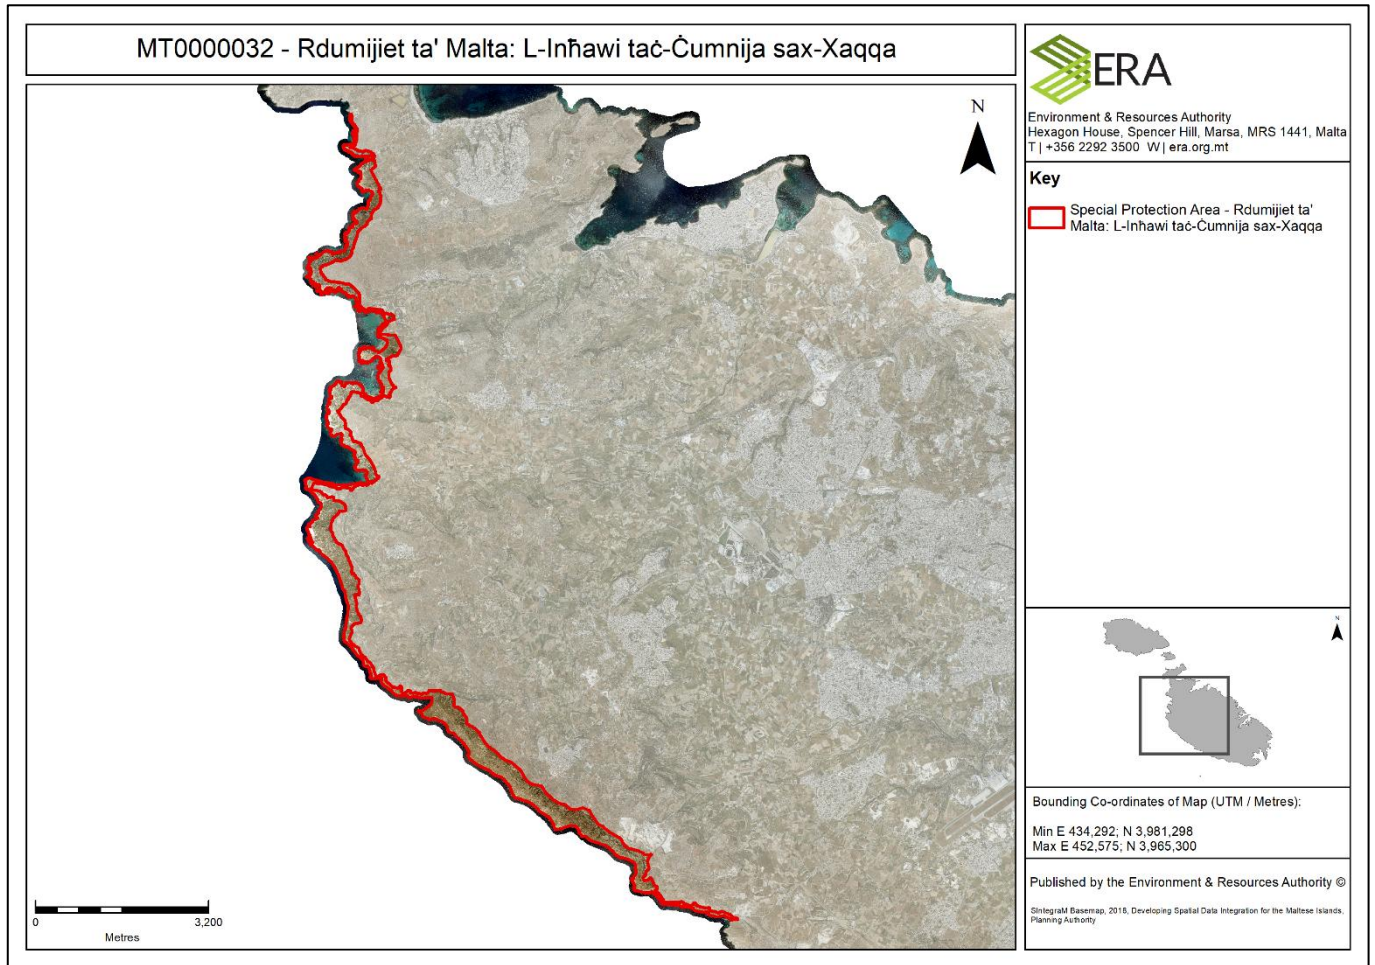 MT0000032 - Rdumijiet ta' Malta: L-Inħawi taċ-Ċumnija sax-Xaqqa
N
ERA
Environment & Resources Authority
Hexagon House, Spencer Hill, Marsa, MRS 1441, Malta
T | +356 2292 3500 W | era.org.mt
Key
Special Protection Area - Rdumijiet ta'
Malta: L-Inħawi taċ-Ċumnija sax-Xaqqa
N
Bounding Co-ordinates of Map (UTM / Metres):
Min E 434,292; N 3,981,298
Max E 452,575; N 3,965,300
Published by the Environment & Resources Authority ©
SIntegraM Basemap, 2018, Developing Spatial Data Integration for the Maltese Islands,
Planning Authority
0 3,200
Metres